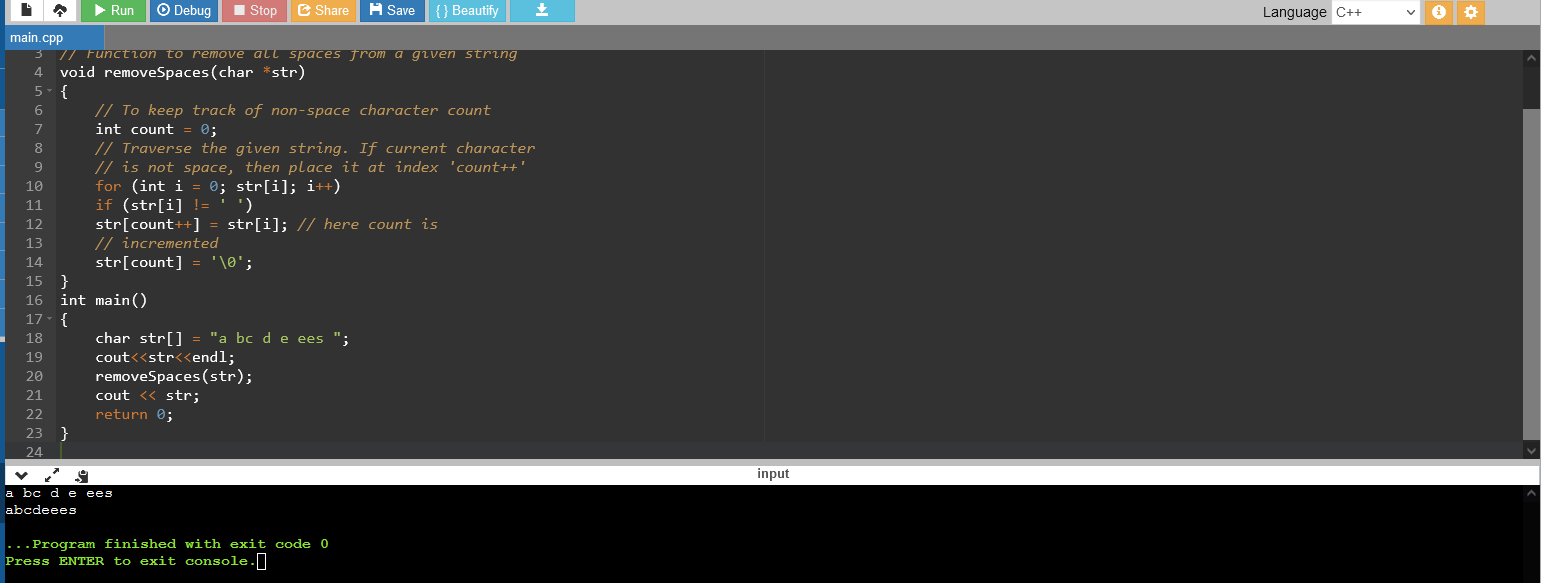 Run Debug Stop Share Save { } Beautify Language C++
main.cpp
3 // Function to remove all spaces from a given string
4 void removeSpaces(char *str)
5 {
6 // To keep track of non-space character count
7 int count = 0;
8 // Traverse the given string. If current character
9 // is not space, then place it at index 'count++'
10 for (int i = 0; str[i]; i++)
11 if (str[i] != ' ')
12 str[count++] = str[i]; // here count is
13 // incremented
14 str[count] = '\0';
15 }
16 int main()
17 {
18 char str[] = "a bc d e ees ";
19 cout<<str<<endl;
20 removeSpaces(str);
21 cout << str;
22 return 0;
23 }
24
input
a bc d e ees
abcdeees
...Program finished with exit code 0
Press ENTER to exit console.